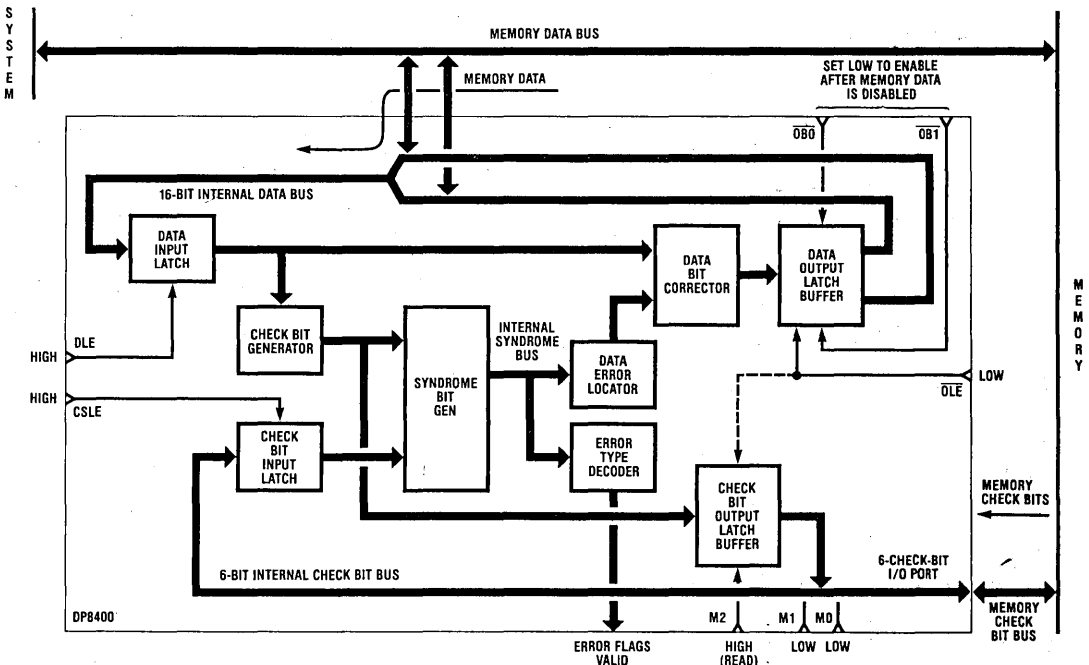 SYSTEM
MEMORY DATA BUS
MEMORY DATA
SET LOW TO ENABLE
AFTER MEMORY DATA
IS DISABLED
OB0
OB1
16-BIT INTERNAL DATA BUS
DATA
INPUT
LATCH
DATA
BIT
CORRECTOR
DATA
OUTPUT
LATCH
BUFFER
MEMORY
DLE
HIGH
CHECK BIT
GENERATOR
SYNDROME
BIT
GEN
INTERNAL
SYNDROME
BUS
DATA
ERROR
LOCATOR
LOW
OLE
HIGH
CSLE
CHECK
BIT
INPUT
LATCH
ERROR
TYPE
DECODER
CHECK
BIT
OUTPUT
LATCH
BUFFER
MEMORY
CHECK BITS
6-BIT INTERNAL CHECK BIT BUS
6-CHECK-BIT
I/O PORT
DP8400
M2
M1
M0
MEMORY
CHECK
BIT BUS
ERROR FLAGS
VALID
HIGH
(READ)
LOW
LOW